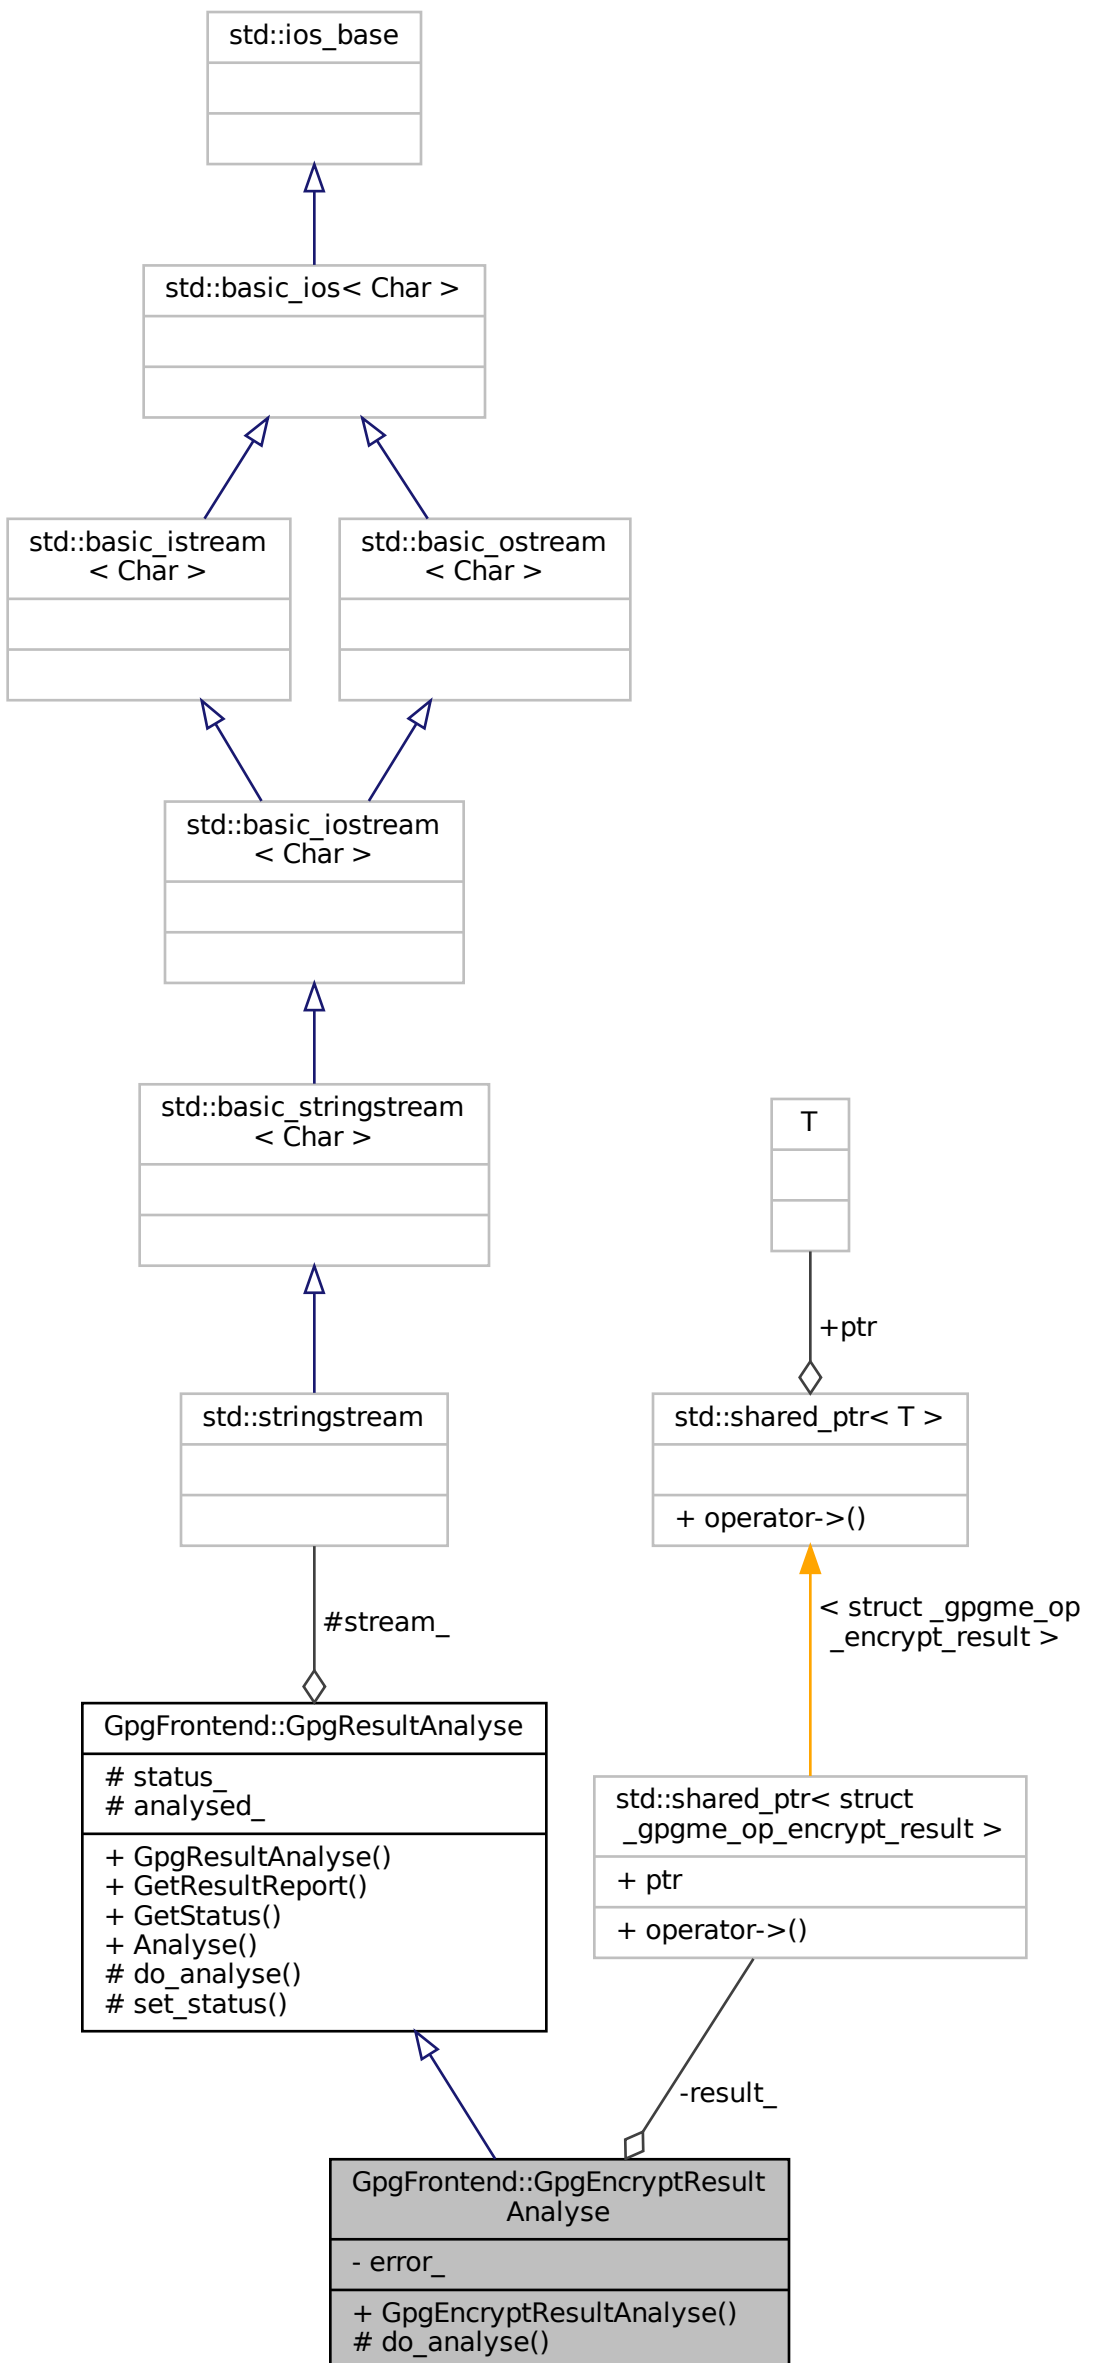 std::ios_base
std::basic_ios< Char >
std::basic_istream
< Char >
std::basic_ostream
< Char >
std::basic_iostream
< Char >
std::basic_stringstream
< Char >
T
+ptr
std::stringstream
std::shared_ptr< T >
+ operator->()
#stream_
< struct _gpgme_op
_encrypt_result >
GpgFrontend::GpgResultAnalyse
# status_
# analysed_
+ GpgResultAnalyse()
+ GetResultReport()
+ GetStatus()
+ Analyse()
# do_analyse()
# set_status()
std::shared_ptr< struct
_gpgme_op_encrypt_result >
+ ptr
+ operator->()
-result_
GpgFrontend::GpgEncryptResult
Analyse
- error_
+ GpgEncryptResultAnalyse()
# do_analyse()